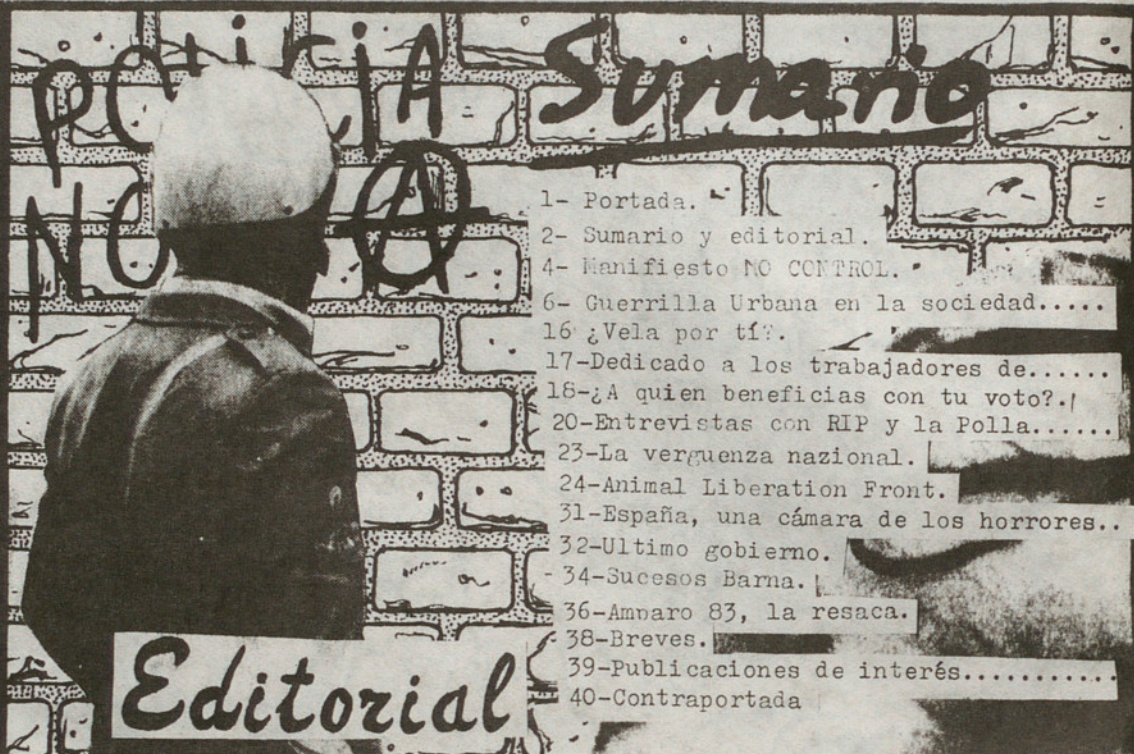 POLICIA
NO
Sumario
1- Portada.
2- Sumario y editorial.
4- Manifiesto NO CONTROL.
6- Guerrilla Urbana en la sociedad.....
16 ¿Vela por tí?.
17-Dedicado a los trabajadores de......
18-¿A quien beneficias con tu voto?.
20-Entrevistas con RIP y la Polla......
23-La verguenza nazional.
24-Animal Liberation Front.
31-España, una cámara de los horrores..
32-Ultimo gobierno.
34-Sucesos Barna.
36-Amparo 83, la resaca.
38-Breves.
39-Publicaciones de interés...........
40-Contraportada
Editorial